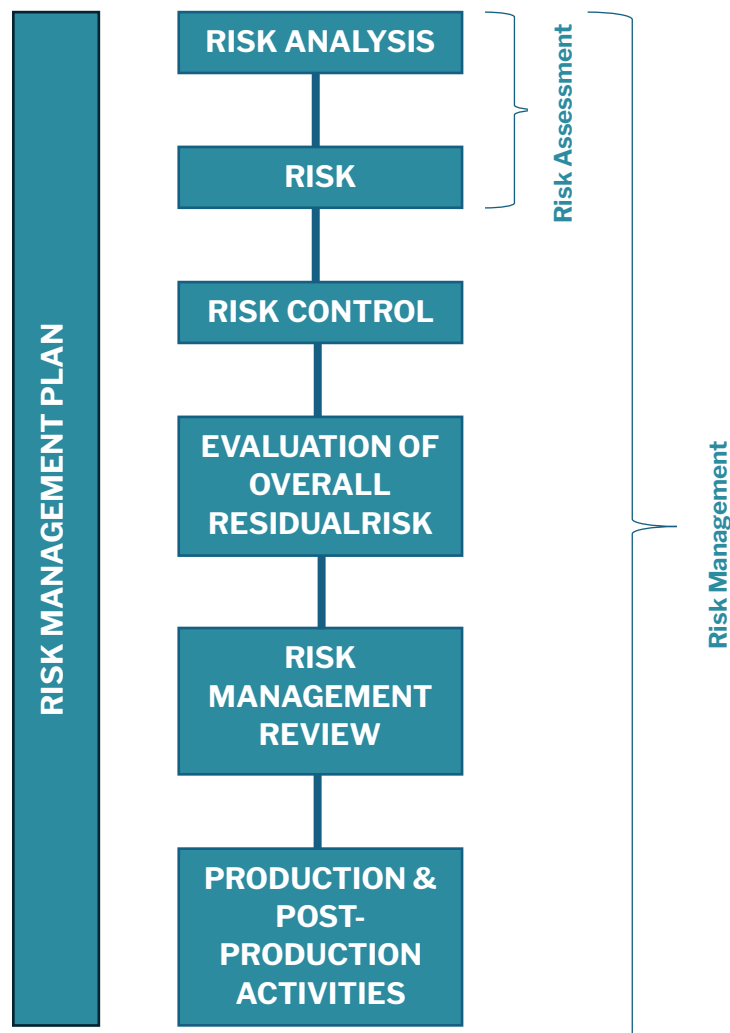 RISK MANAGEMENT PLAN
RISK ANALYSIS
RISK
RISK CONTROL
EVALUATION OF
OVERALL
RESIDUALRISK
RISK
MANAGEMENT
REVIEW
PRODUCTION &
POST-
PRODUCTION
ACTIVITIES
Risk Assessment
Risk Management